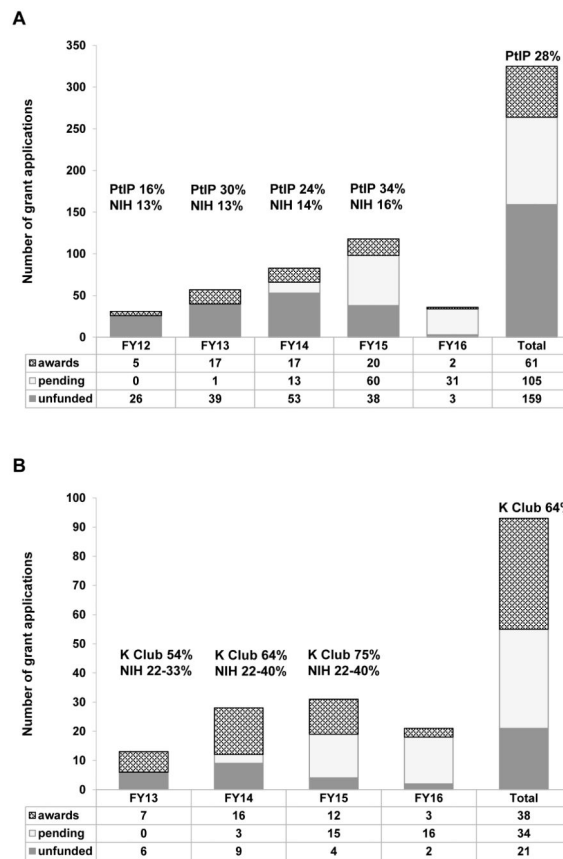 A
PtIP 28%
PtIP 16% PtIP 30% PtIP 24% PtIP 34%
NIH 13% NIH 13% NIH 14% NIH 16%
Number of grant applications
350
300
250
200
150
100
50
0
FY12 FY13 FY14 FY15 FY16 Total
awards 5 17 17 20 2 61
pending 0 1 13 60 31 105
unfunded 26 39 53 38 3 159
B
K Club 64%
K Club 54% K Club 64% K Club 75%
NIH 22-33% NIH 22-40% NIH 22-40%
Number of grant applications
100
90
80
70
60
50
40
30
20
10
0
FY13 FY14 FY15 FY16 Total
awards 7 16 12 3 38
pending 0 3 15 16 34
unfunded 6 9 4 2 21